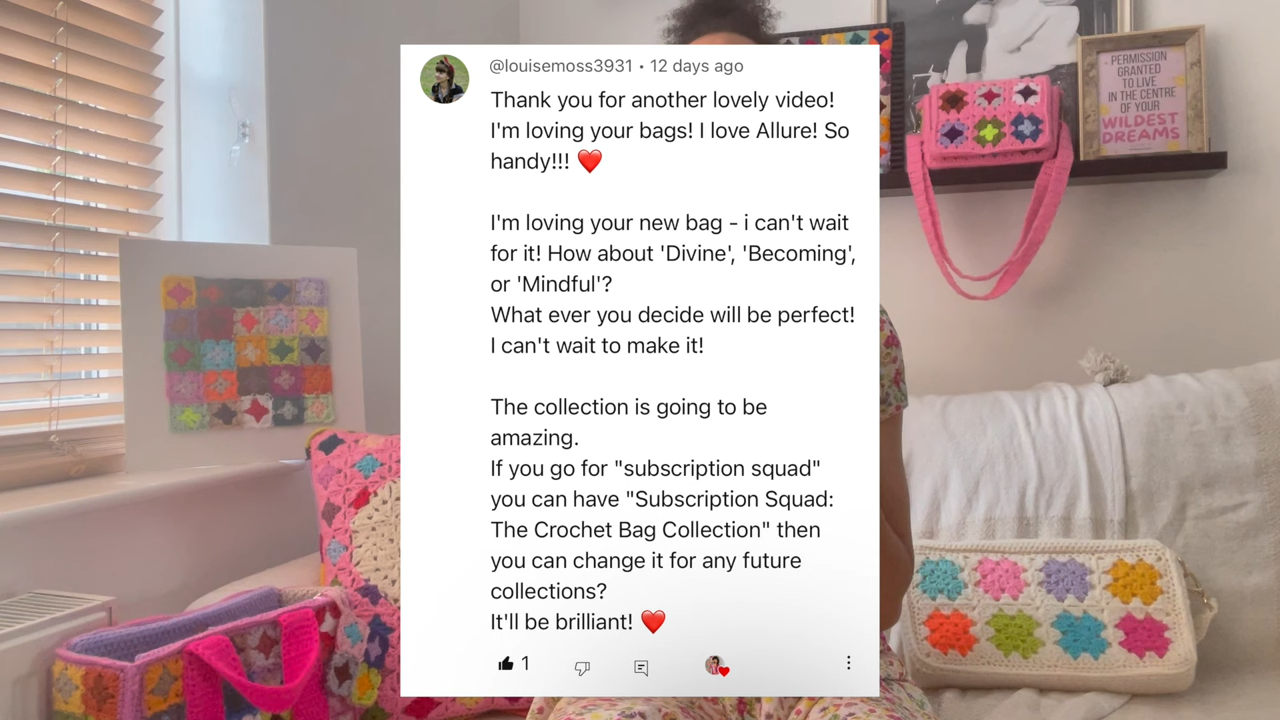 @louisemoss3931 • 12 days ago
Thank you for another lovely video!
I'm loving your bags! I love Allure! So
handy!!! ❤️
I'm loving your new bag - i can't wait
for it! How about 'Divine', 'Becoming',
or 'Mindful'?
What ever you decide will be perfect!
I can't wait to make it!
The collection is going to be
amazing.
If you go for "subscription squad"
you can have "Subscription Squad:
The Crochet Bag Collection" then
you can change it for any future
collections?
It'll be brilliant! ❤️
1
PERMISSION
GRANTED
TO LIVE
IN THE CENTRE
OF YOUR
WILDEST
DREAMS